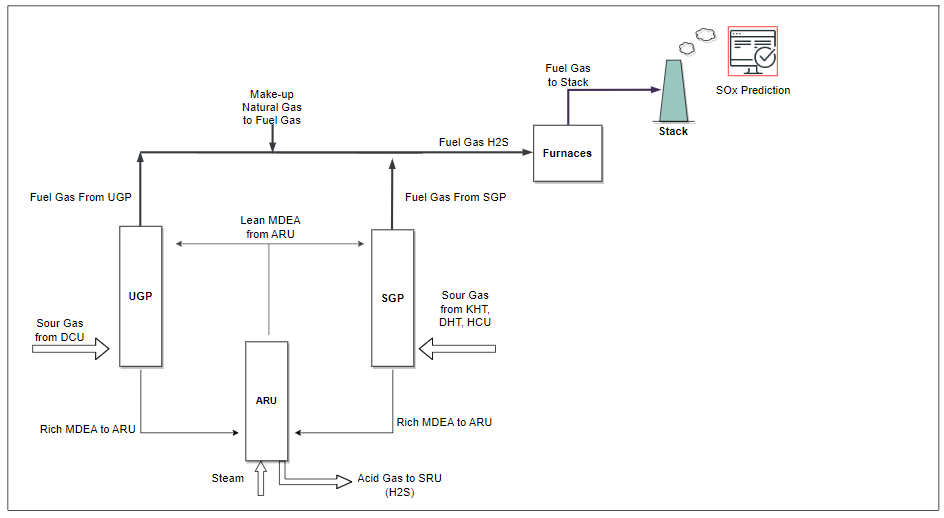 Fuel Gas
to Stack
SOx Prediction
Make-up
Natural Gas
to Fuel Gas
Stack
Fuel Gas H2S
Furnaces
Fuel Gas From UGP
Fuel Gas From SGP
Lean MDEA
from ARU
UGP
SGP
Sour Gas
from KHT,
DHT, HCU
Sour Gas
from DCU
ARU
Rich MDEA to ARU
Rich MDEA to ARU
Steam
Acid Gas to SRU
(H2S)